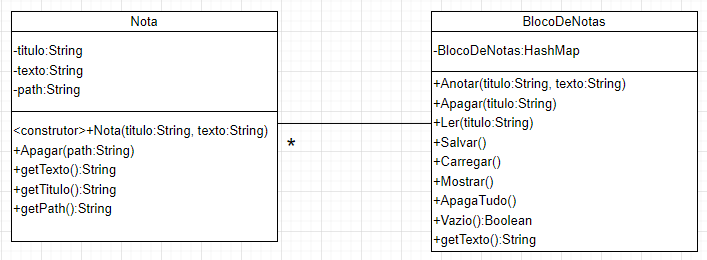 Nota
-titulo:String
-texto:String
-path:String
<construtor>+Nota(titulo:String, texto:String)
+Apagar(path:String)
+getTexto():String
+getTitulo():String
+getPath():String
*
BlocoDeNotas
-BlocoDeNotas:HashMap
+Anotar(titulo:String, texto:String)
+Apagar(titulo:String)
+Ler(titulo:String)
+Salvar()
+Carregar()
+Mostrar()
+ApagaTudo()
+Vazio():Boolean
+getTexto():String